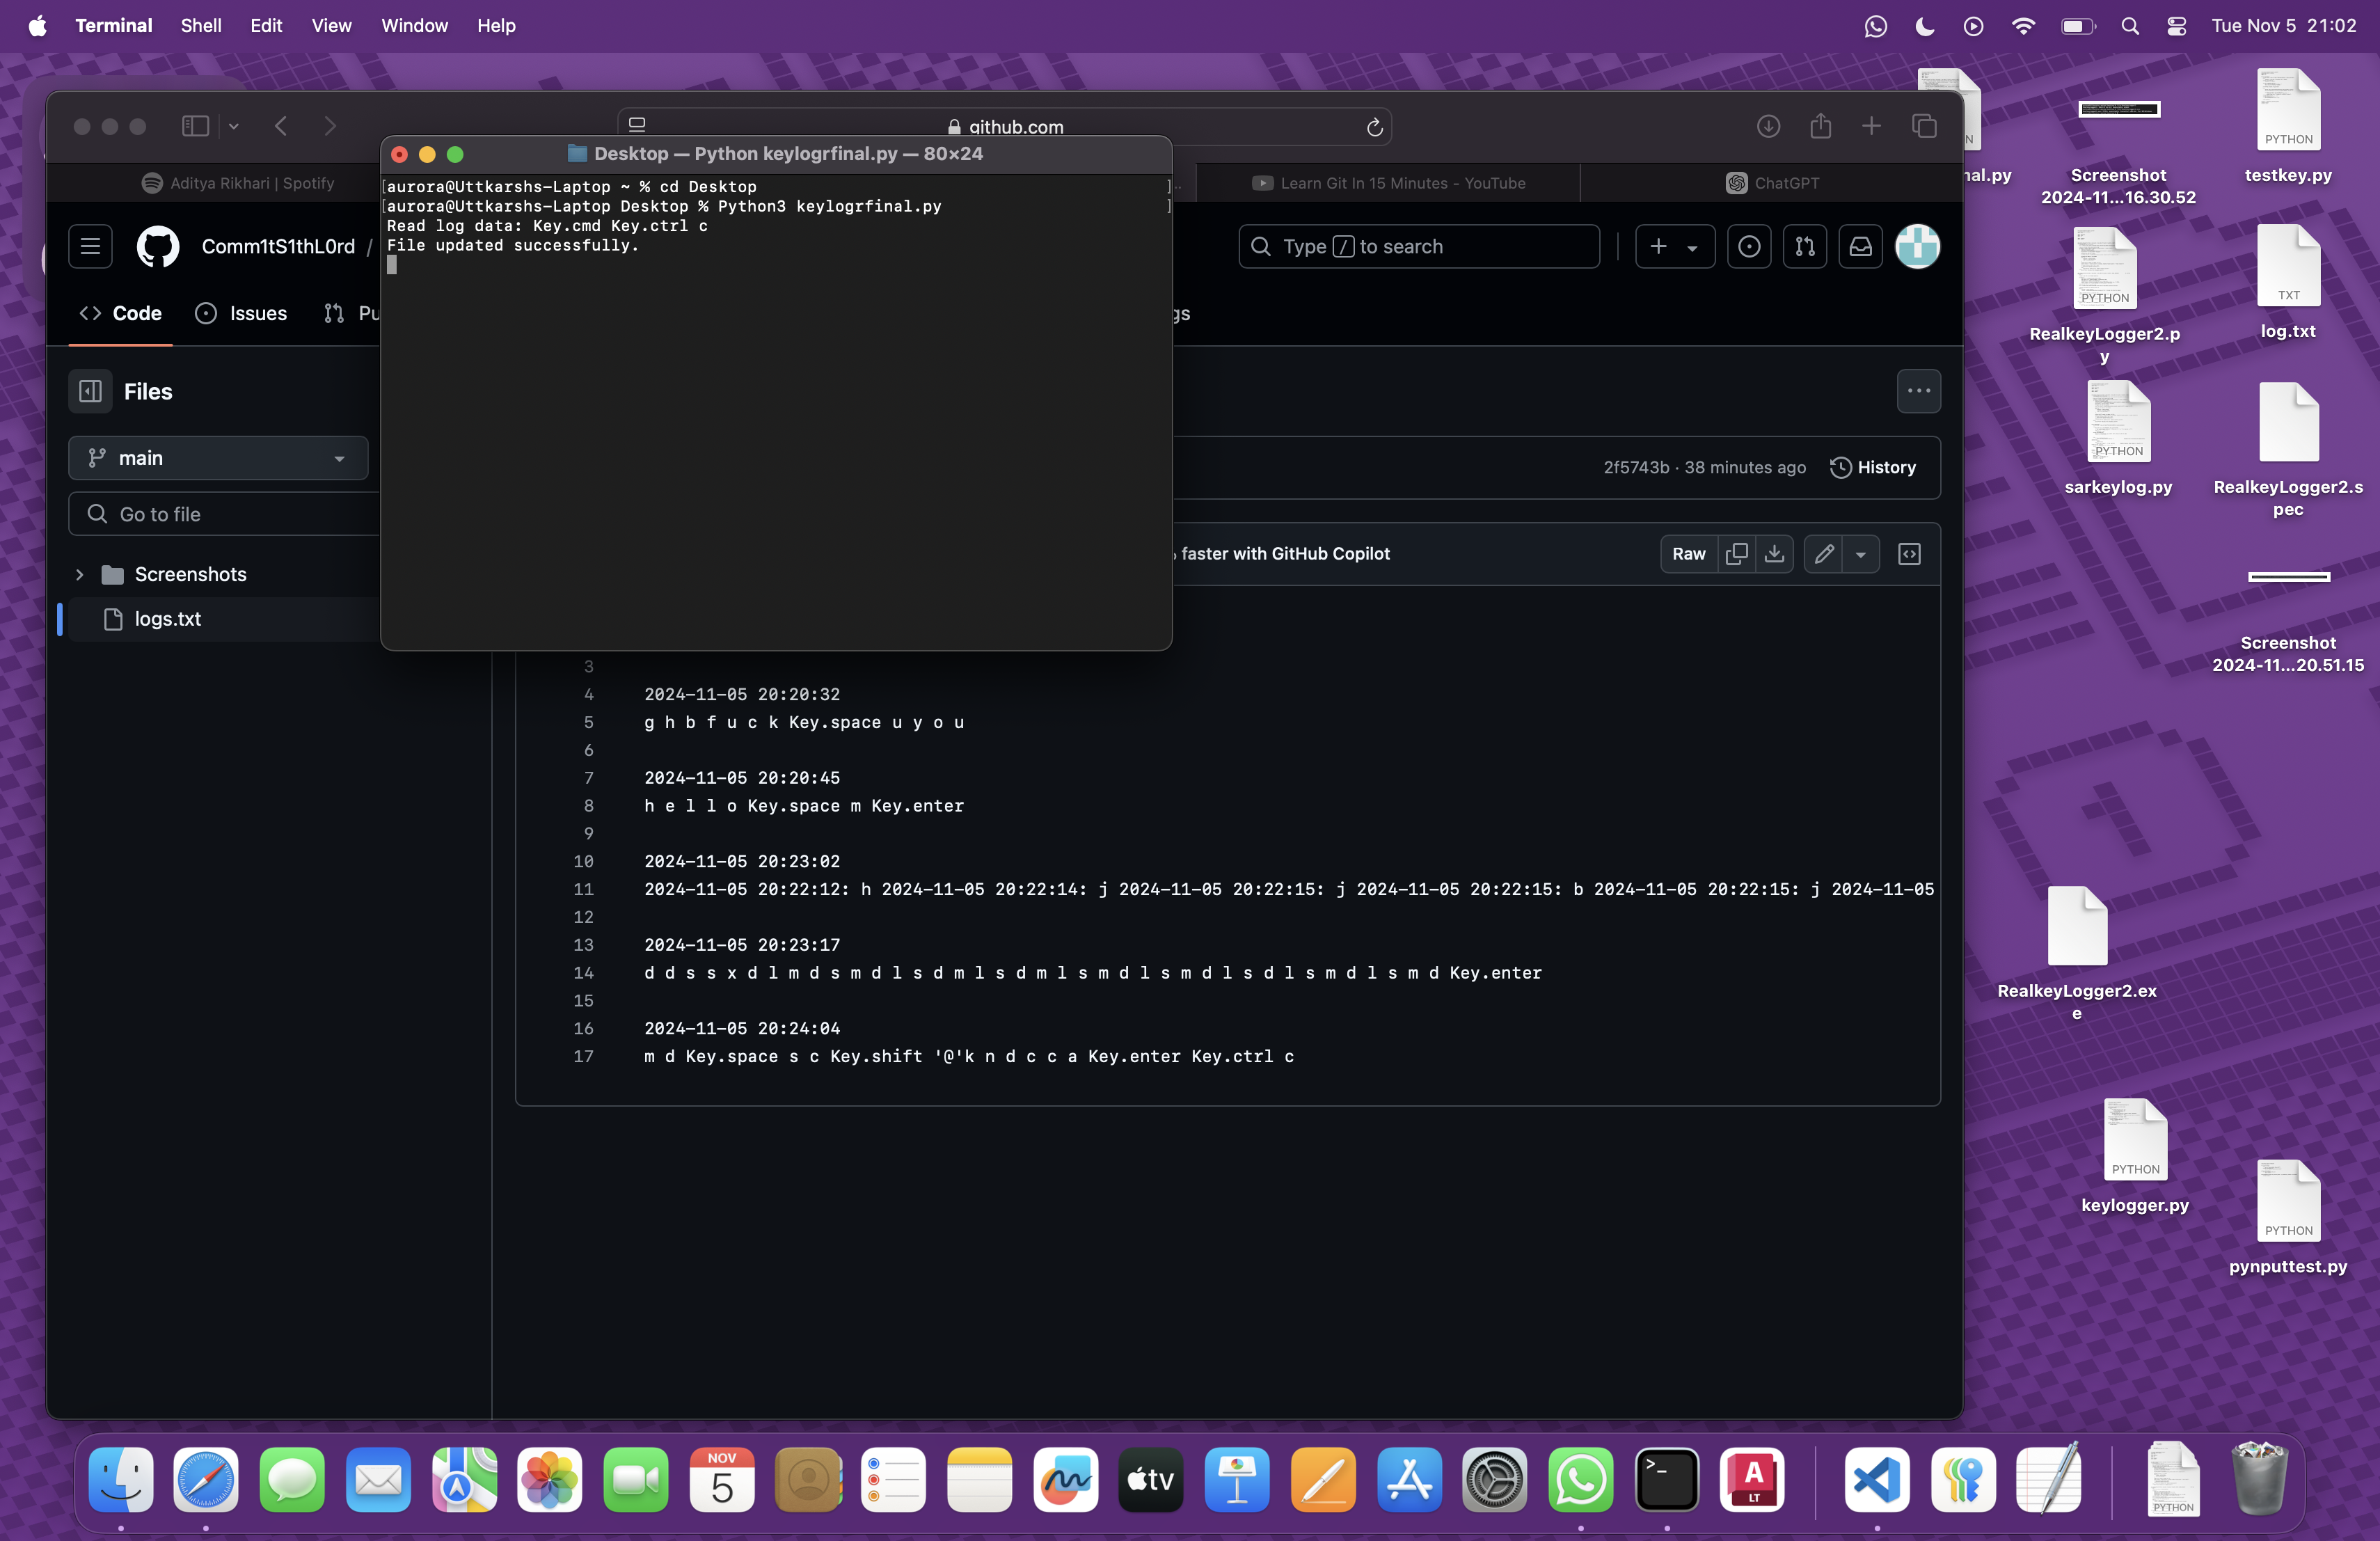 Terminal Shell Edit View Window Help Tue Nov 5 21:02
github.com
Desktop — Python keylogrfinal.py — 80×24
Aditya Rikhari | Spotify
Learn Git In 15 Minutes - YouTube
ChatGPT
[aurora@Uttkarshs-Laptop ~ % cd Desktop ]
[aurora@Uttkarshs-Laptop Desktop % Python3 keylogrfinal.py ]
Read log data: Key.cmd Key.ctrl c
File updated successfully.
Comm1tS1thL0rd /
Type / to search
Code Issues Pu
gs
Files
main
2f5743b · 38 minutes ago History
Go to file
faster with GitHub Copilot
Raw
Screenshots
logs.txt
3
4 2024-11-05 20:20:32
5 g h b f u c k Key.space u y o u
6
7 2024-11-05 20:20:45
8 h e l l o Key.space m Key.enter
9
10 2024-11-05 20:23:02
11 2024-11-05 20:22:12: h 2024-11-05 20:22:14: j 2024-11-05 20:22:15: j 2024-11-05 20:22:15: b 2024-11-05 20:22:15: j 2024-11-05
12
13 2024-11-05 20:23:17
14 d d s s x d l m d s m d l s d m l s d m l s m d l s m d l s d l s m d l s m d Key.enter
15
16 2024-11-05 20:24:04
17 m d Key.space s c Key.shift '@'k n d c c a Key.enter Key.ctrl c
N
nal.py
Screenshot
2024-11...16.30.52
PYTHON
testkey.py
PYTHON
RealkeyLogger2.p
y
TXT
log.txt
PYTHON
sarkeylog.py
RealkeyLogger2.s
pec
Screenshot
2024-11...20.51.15
RealkeyLogger2.ex
e
PYTHON
keylogger.py
PYTHON
pynputtest.py
NOV
5
tv
>_
A
LT
PYTHON